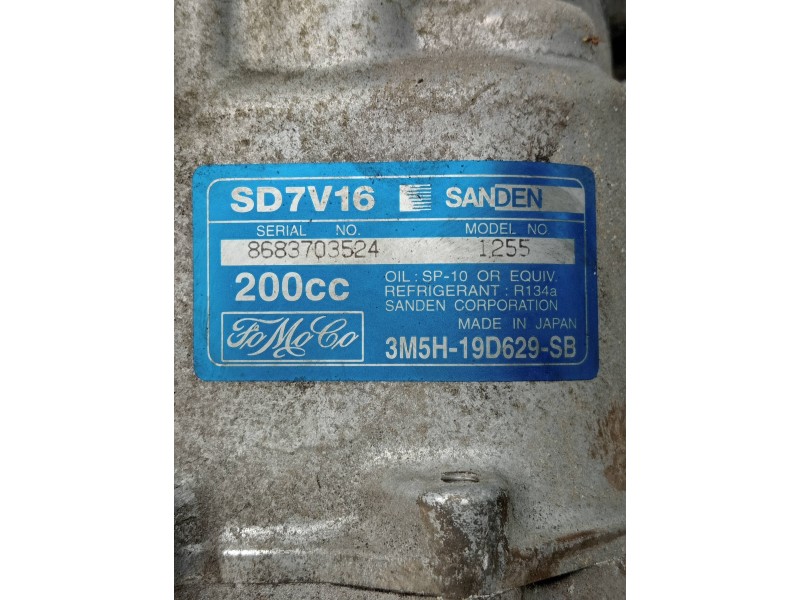 SD7V16 SANDEN
SERIAL NO. MODEL NO.
8683703524 1255
200cc OIL : SP-10 OR EQUIV.
REFRIGERANT : R134a
SANDEN CORPORATION
MADE IN JAPAN
FoMoCo 3M5H-19D629-SB